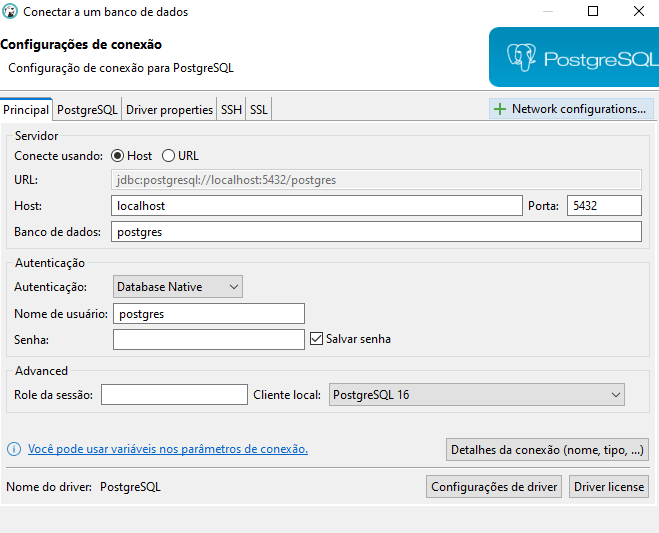 Conectar a um banco de dados
Configurações de conexão
Configuração de conexão para PostgreSQL
PostgreSQL
Principal PostgreSQL Driver properties SSH SSL Network configurations...
Servidor
Conecte usando: Host URL
URL: jdbc:postgresql://localhost:5432/postgres
Host: localhost Porta: 5432
Banco de dados: postgres
Autenticação
Autenticação: Database Native
Nome de usuário: postgres
Senha: Salvar senha
Advanced
Role da sessão: Cliente local: PostgreSQL 16
Você pode usar variáveis nos parâmetros de conexão. Detalhes da conexão (nome, tipo, ...)
Nome do driver: PostgreSQL Configurações de driver Driver license